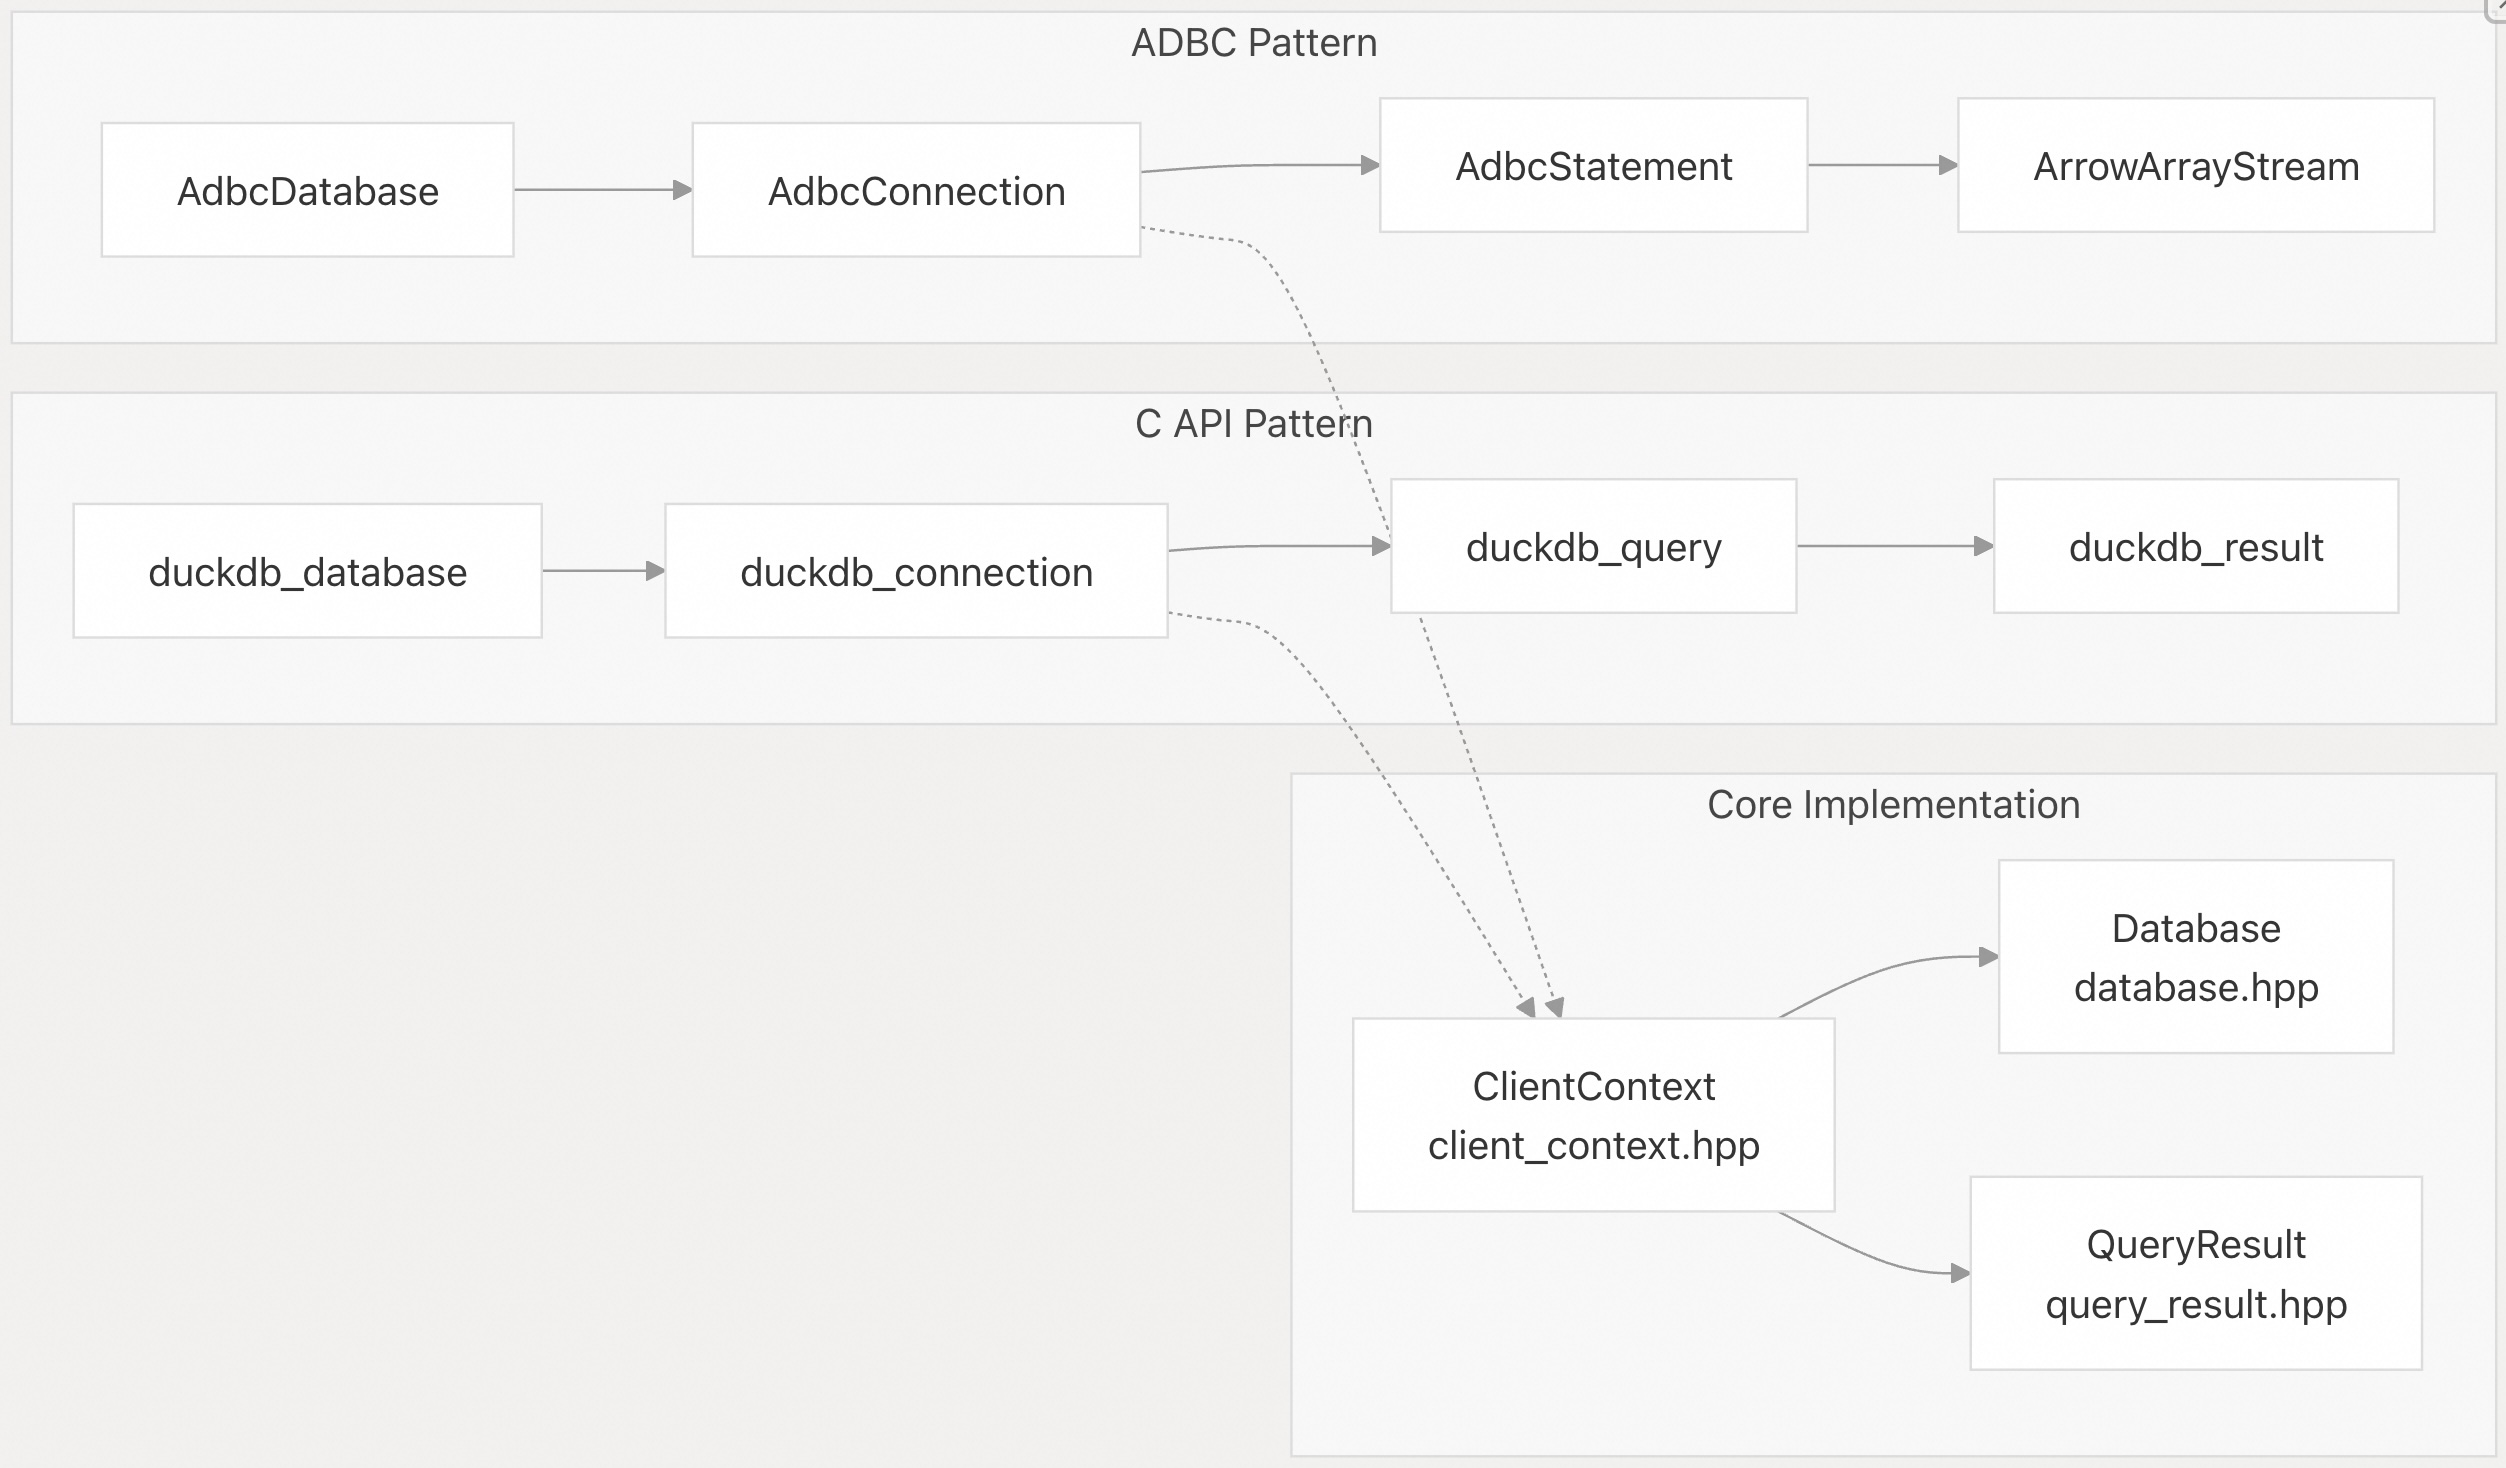 ADBC Pattern
AdbcDatabase
AdbcConnection
AdbcStatement
ArrowArrayStream
C API Pattern
duckdb_database
duckdb_connection
duckdb_query
duckdb_result
Core Implementation
Database
database.hpp
ClientContext
client_context.hpp
QueryResult
query_result.hpp